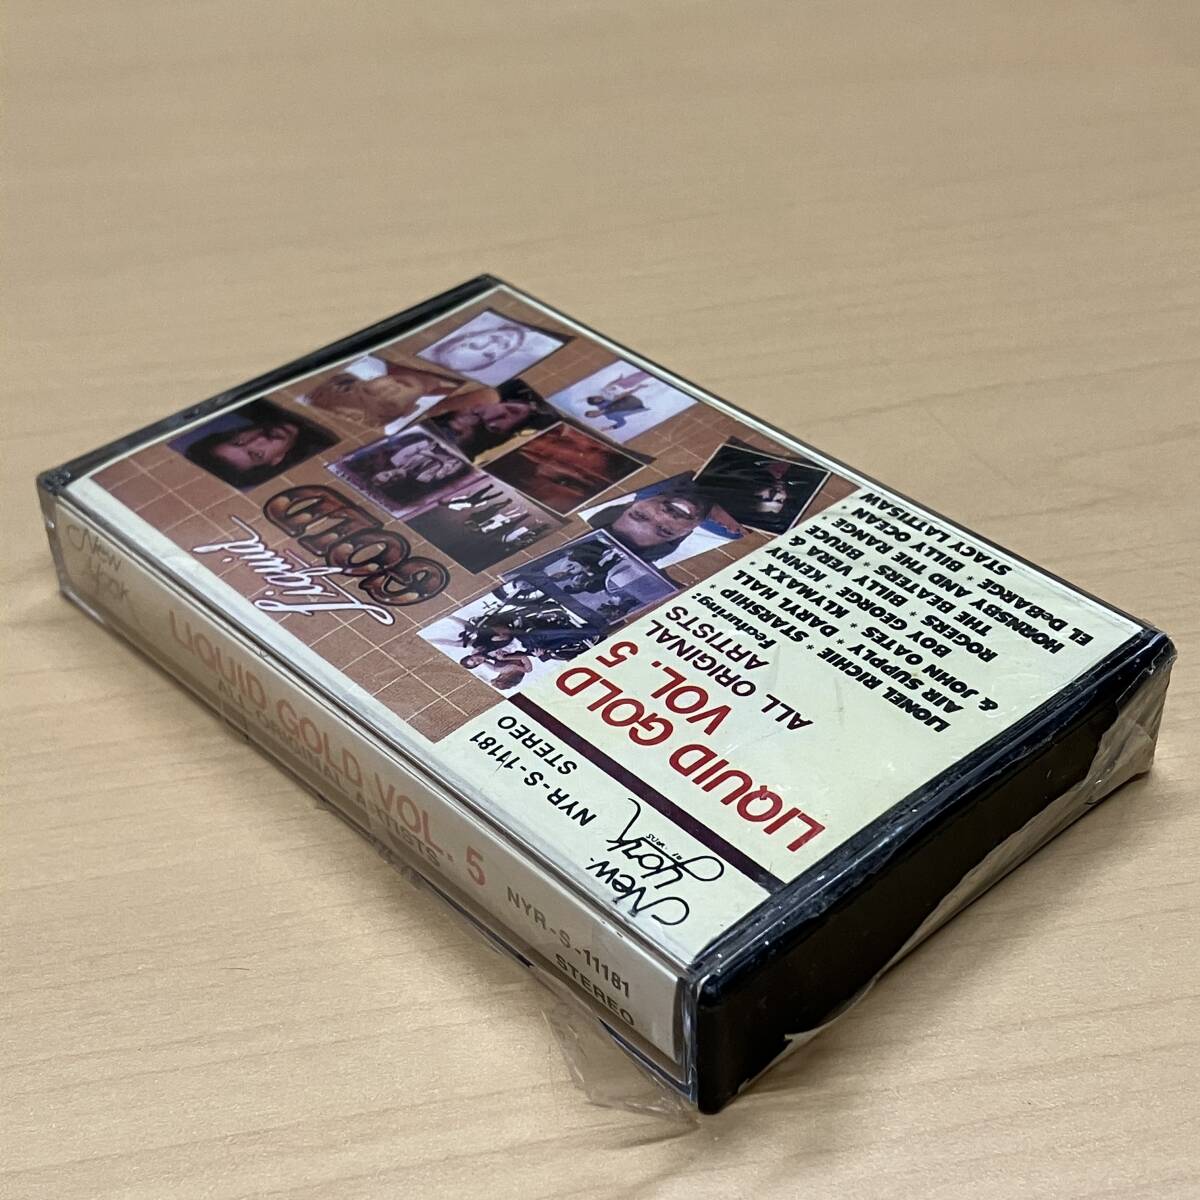 Liquid
GOLD
New
York
NYR-S-11181
STEREO
LIQUID GOLD
VOL. 5
ALL ORIGINAL
ARTISTS
Featuring:
LIONEL RICHIE * STARSHIP *
AIR SUPPLY * DARYL HALL
& JOHN OATES * KLYMAXX *
BOY GEORGE * KENNY
ROGERS * BILLY VERA &
THE BEATERS * BRUCE
HORNSBY AND THE RANGE *
EL DeBARGE * BILLY OCEAN *
STACY LATTISAW
New
York
LIQUID GOLD VOL. 5
ALL ORIGINAL ARTISTS
NYR-S-11181
STEREO